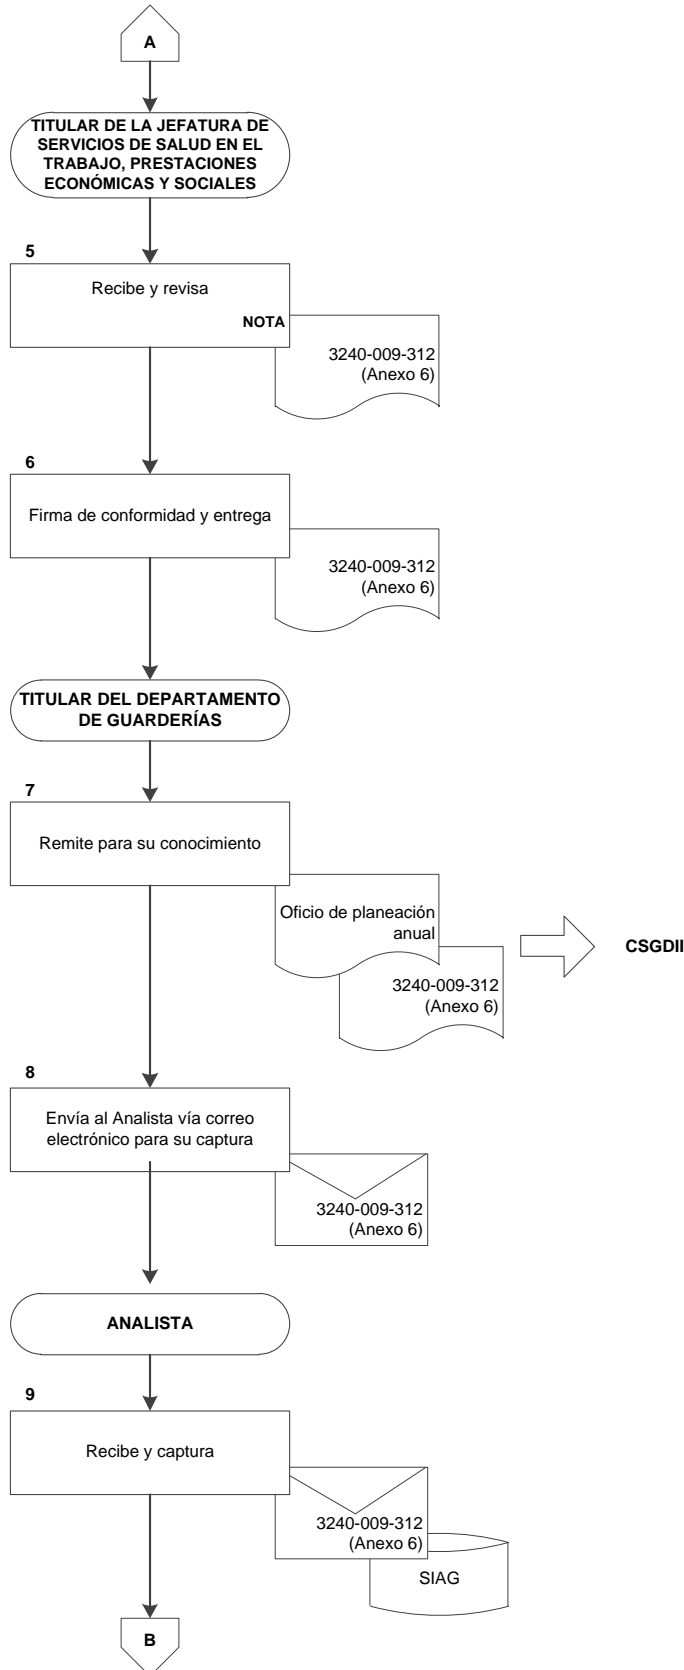 A
TITULAR DE LA JEFATURA DE
SERVICIOS DE SALUD EN EL
TRABAJO, PRESTACIONES
ECONÓMICAS Y SOCIALES
5
Recibe y revisa
NOTA
3240-009-312
(Anexo 6)
6
Firma de conformidad y entrega
3240-009-312
(Anexo 6)
TITULAR DEL DEPARTAMENTO
DE GUARDERÍAS
7
Remite para su conocimiento
Oficio de planeación
anual
CSGDII
3240-009-312
(Anexo 6)
8
Envía al Analista vía correo
electrónico para su captura
3240-009-312
(Anexo 6)
ANALISTA
9
Recibe y captura
3240-009-312
(Anexo 6)
SIAG
B